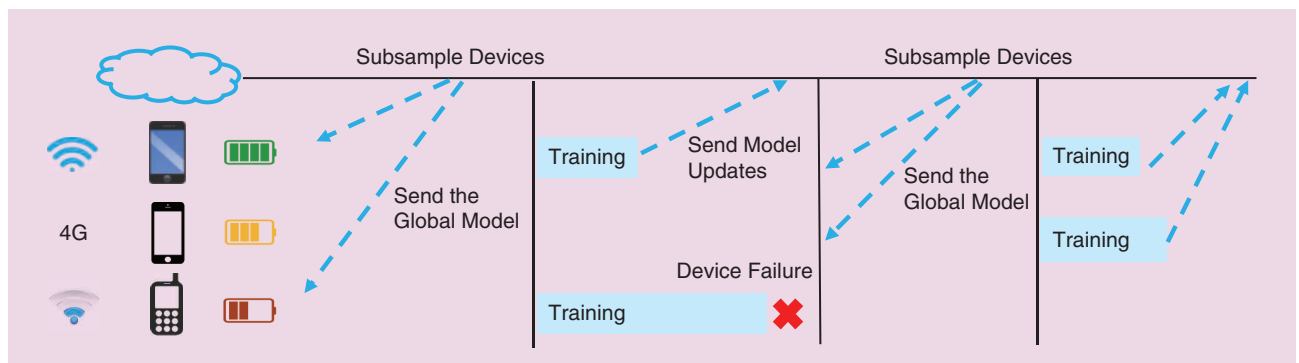 Subsample Devices
Subsample Devices
Training
Send Model
Updates
Training
Send the
Global Model
Send the
Global Model
4G
Training
Device Failure
Training